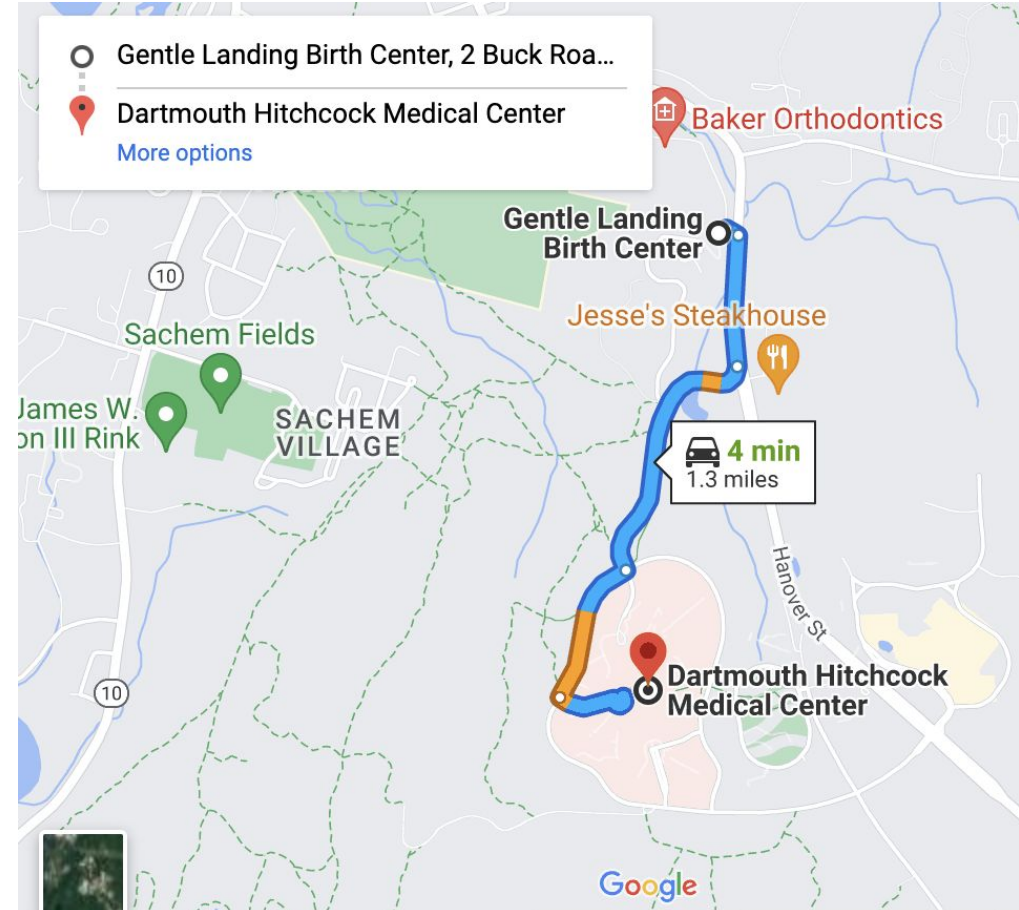 Gentle Landing Birth Center, 2 Buck Roa...
Dartmouth Hitchcock Medical Center
More options
Baker Orthodontics
Gentle Landing
Birth Center
10
Jesse's Steakhouse
Sachem Fields
James W.
on III Rink
SACHEM
VILLAGE
4 min
1.3 miles
Hanover St
10
Dartmouth Hitchcock
Medical Center
Google